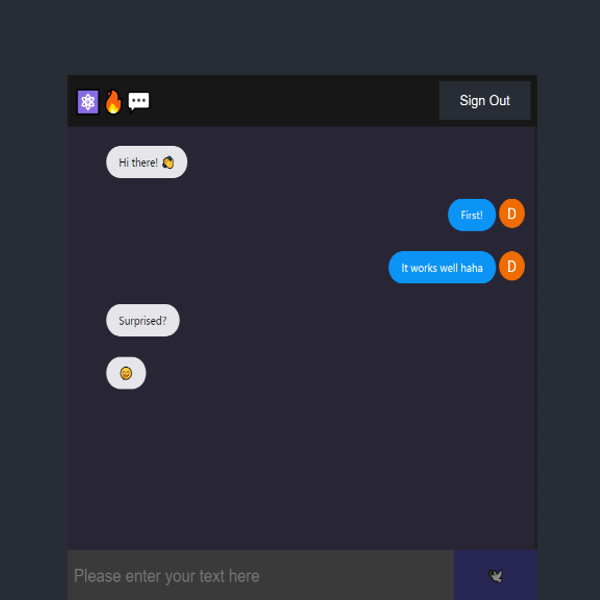 Sign Out
Hi there!
First!
D
It works well haha
D
Surprised?
Please enter your text here